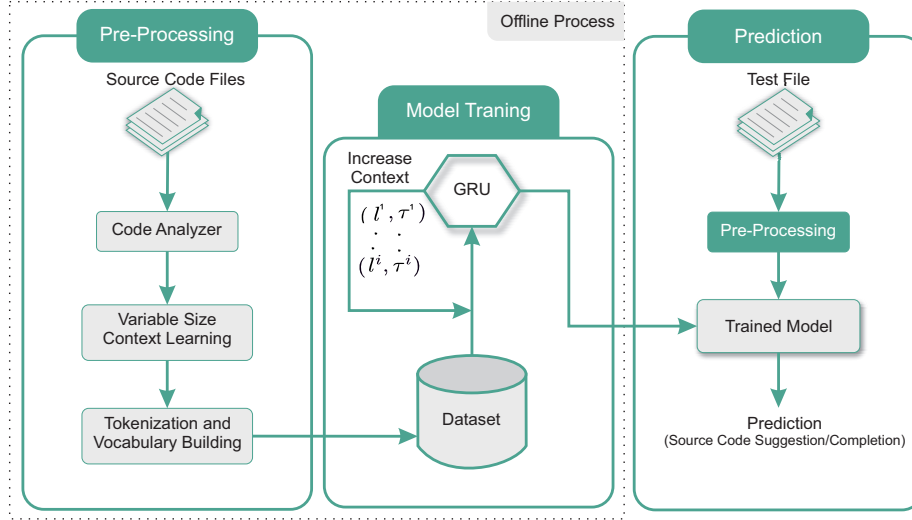 Offline Process
Pre-Processing
Source Code Files
Code Analyzer
Variable Size
Context Learning
Tokenization and
Vocabulary Building
Model Traning
Increase
Context
GRU
(l¹, τ¹)
. .
. .
(lⁱ, τⁱ)
Dataset
Prediction
Test File
Pre-Processing
Trained Model
Prediction
(Source Code Suggestion/Completion)